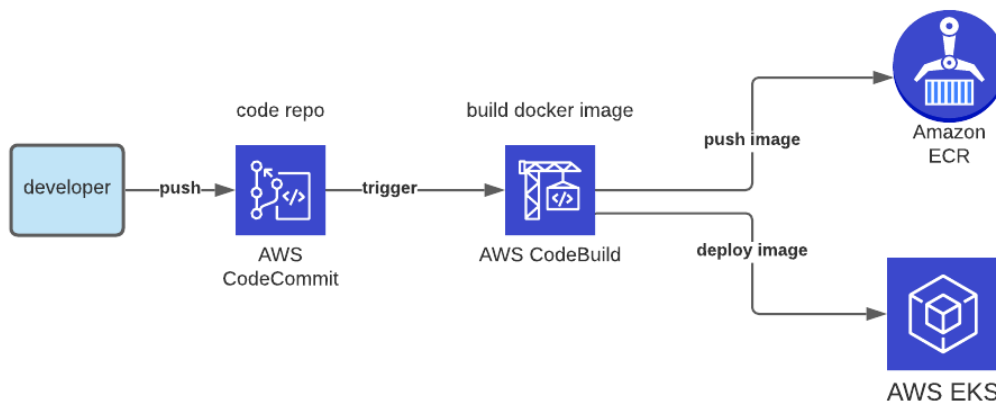 code repo
build docker image
developer
push
trigger
push image
deploy image
AWS
CodeCommit
AWS CodeBuild
Amazon
ECR
AWS EKS